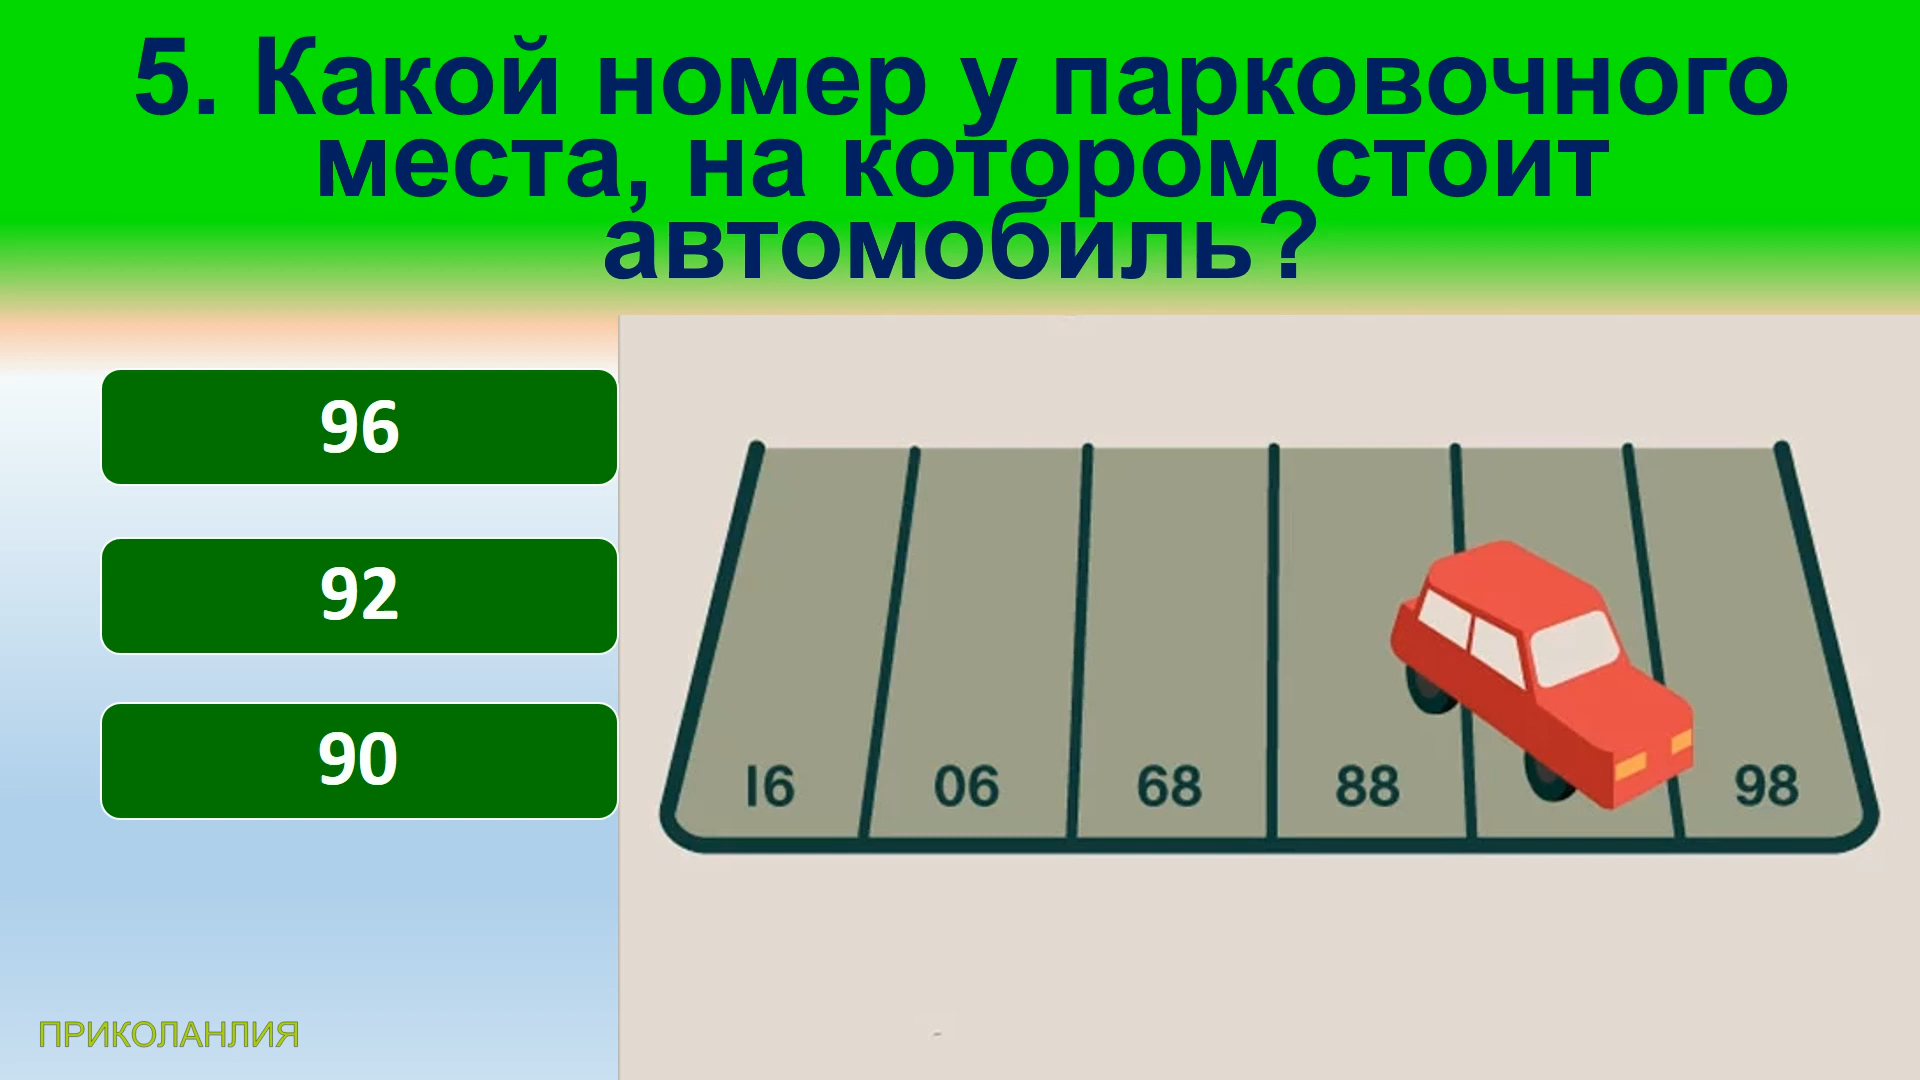 5. Какой номер у парковочного
места, на котором стоит
автомобиль?
96
92
90
16 06 68 88 98
ПРИКОЛАНЛИЯ